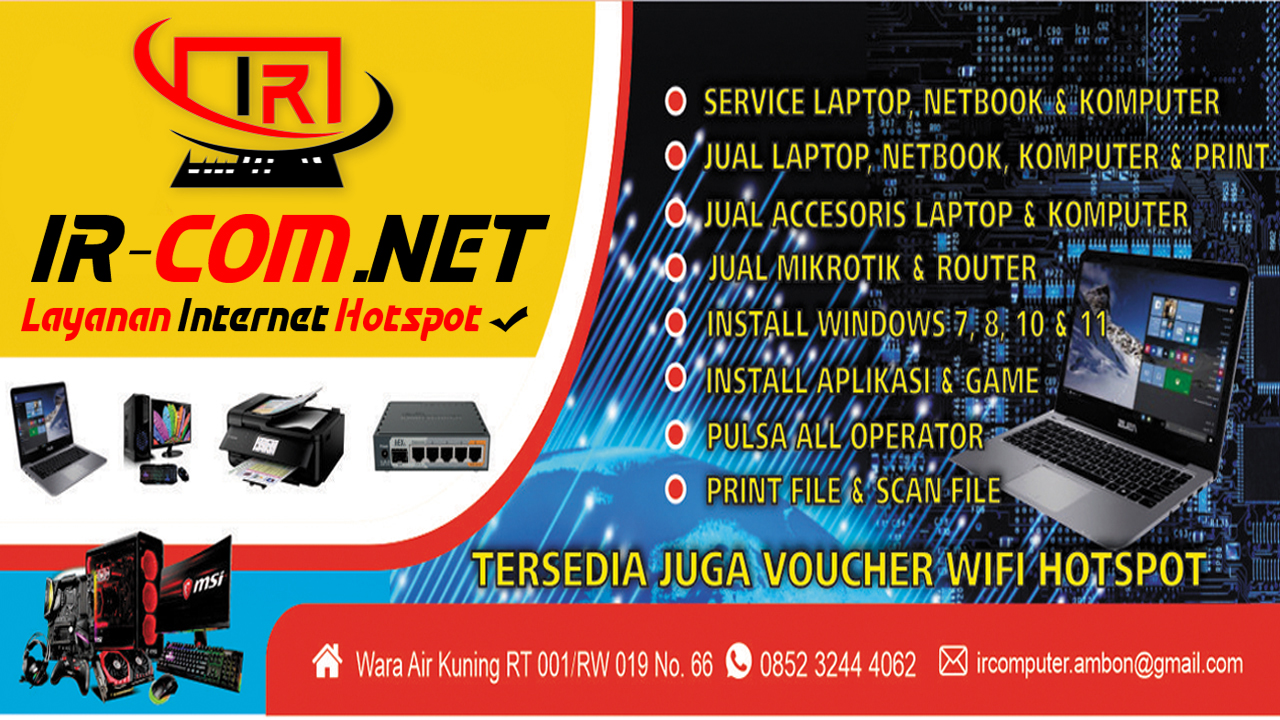 IR
IR-COM.NET
Layanan Internet Hotspot
SERVICE LAPTOP, NETBOOK & KOMPUTER
JUAL LAPTOP, NETBOOK, KOMPUTER & PRINT
JUAL ACCESORIS LAPTOP & KOMPUTER
JUAL MIKROTIK & ROUTER
INSTALL WINDOWS 7, 8, 10 & 11
INSTALL APLIKASI & GAME
PULSA ALL OPERATOR
PRINT FILE & SCAN FILE
TERSEDIA JUGA VOUCHER WIFI HOTSPOT
msi
Wara Air Kuning RT 001/RW 019 No. 66
0852 3244 4062
ircomputer.ambon@gmail.com